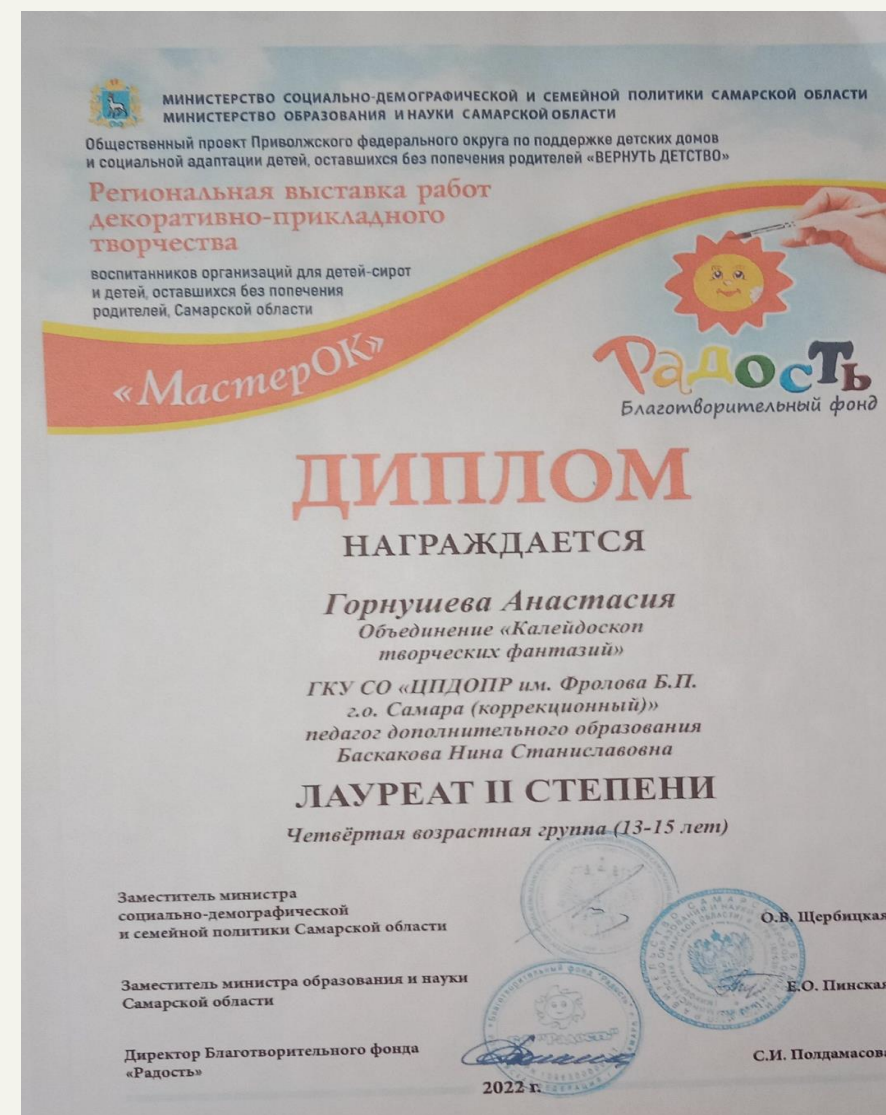 МИНИСТЕРСТВО СОЦИАЛЬНО-ДЕМОГРАФИЧЕСКОЙ И СЕМЕЙНОЙ ПОЛИТИКИ САМАРСКОЙ ОБЛАСТИ
МИНИСТЕРСТВО ОБРАЗОВАНИЯ И НАУКИ САМАРСКОЙ ОБЛАСТИ
Общественный проект Приволжского федерального округа по поддержке детских домов
и социальной адаптации детей, оставшихся без попечения родителей «ВЕРНУТЬ ДЕТСТВО»
Региональная выставка работ
декоративно-прикладного
творчества
воспитанников организаций для детей-сирот
и детей, оставшихся без попечения
родителей, Самарской области
«МастерОК»
РадосТь
Благотворительный фонд
ДИПЛОМ
НАГРАЖДАЕТСЯ
Горнушева Анастасия
Объединение «Калейдоскоп
творческих фантазий»
ГКУ СО «ЦПДОПР им. Фролова Б.П.
г.о. Самара (коррекционный)»
педагог дополнительного образования
Баскакова Нина Станиславовна
ЛАУРЕАТ II СТЕПЕНИ
Четвёртая возрастная группа (13-15 лет)
Заместитель министра
социально-демографической
и семейной политики Самарской области
О.В. Щербицкая
Заместитель министра образования и науки
Самарской области
Е.О. Пинская
Директор Благотворительного фонда
«Радость»
С.И. Полдамасова
2022 г.